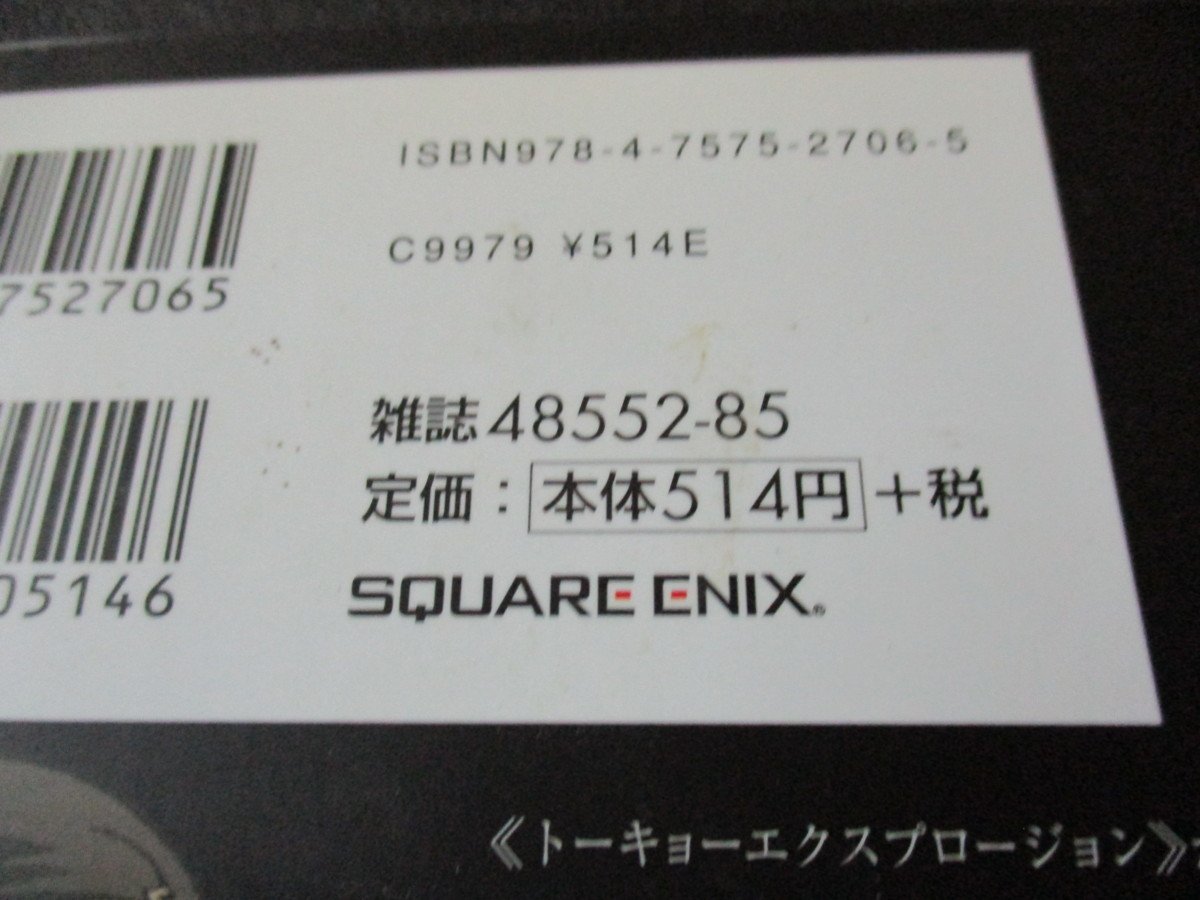 ISBN978-4-7575-2706-5
C9979 ¥514E
7527065
雑誌48552-85
定価：本体514円+税
05146
SQUARE ENIX®
《トーキョーエクスプロージョン》